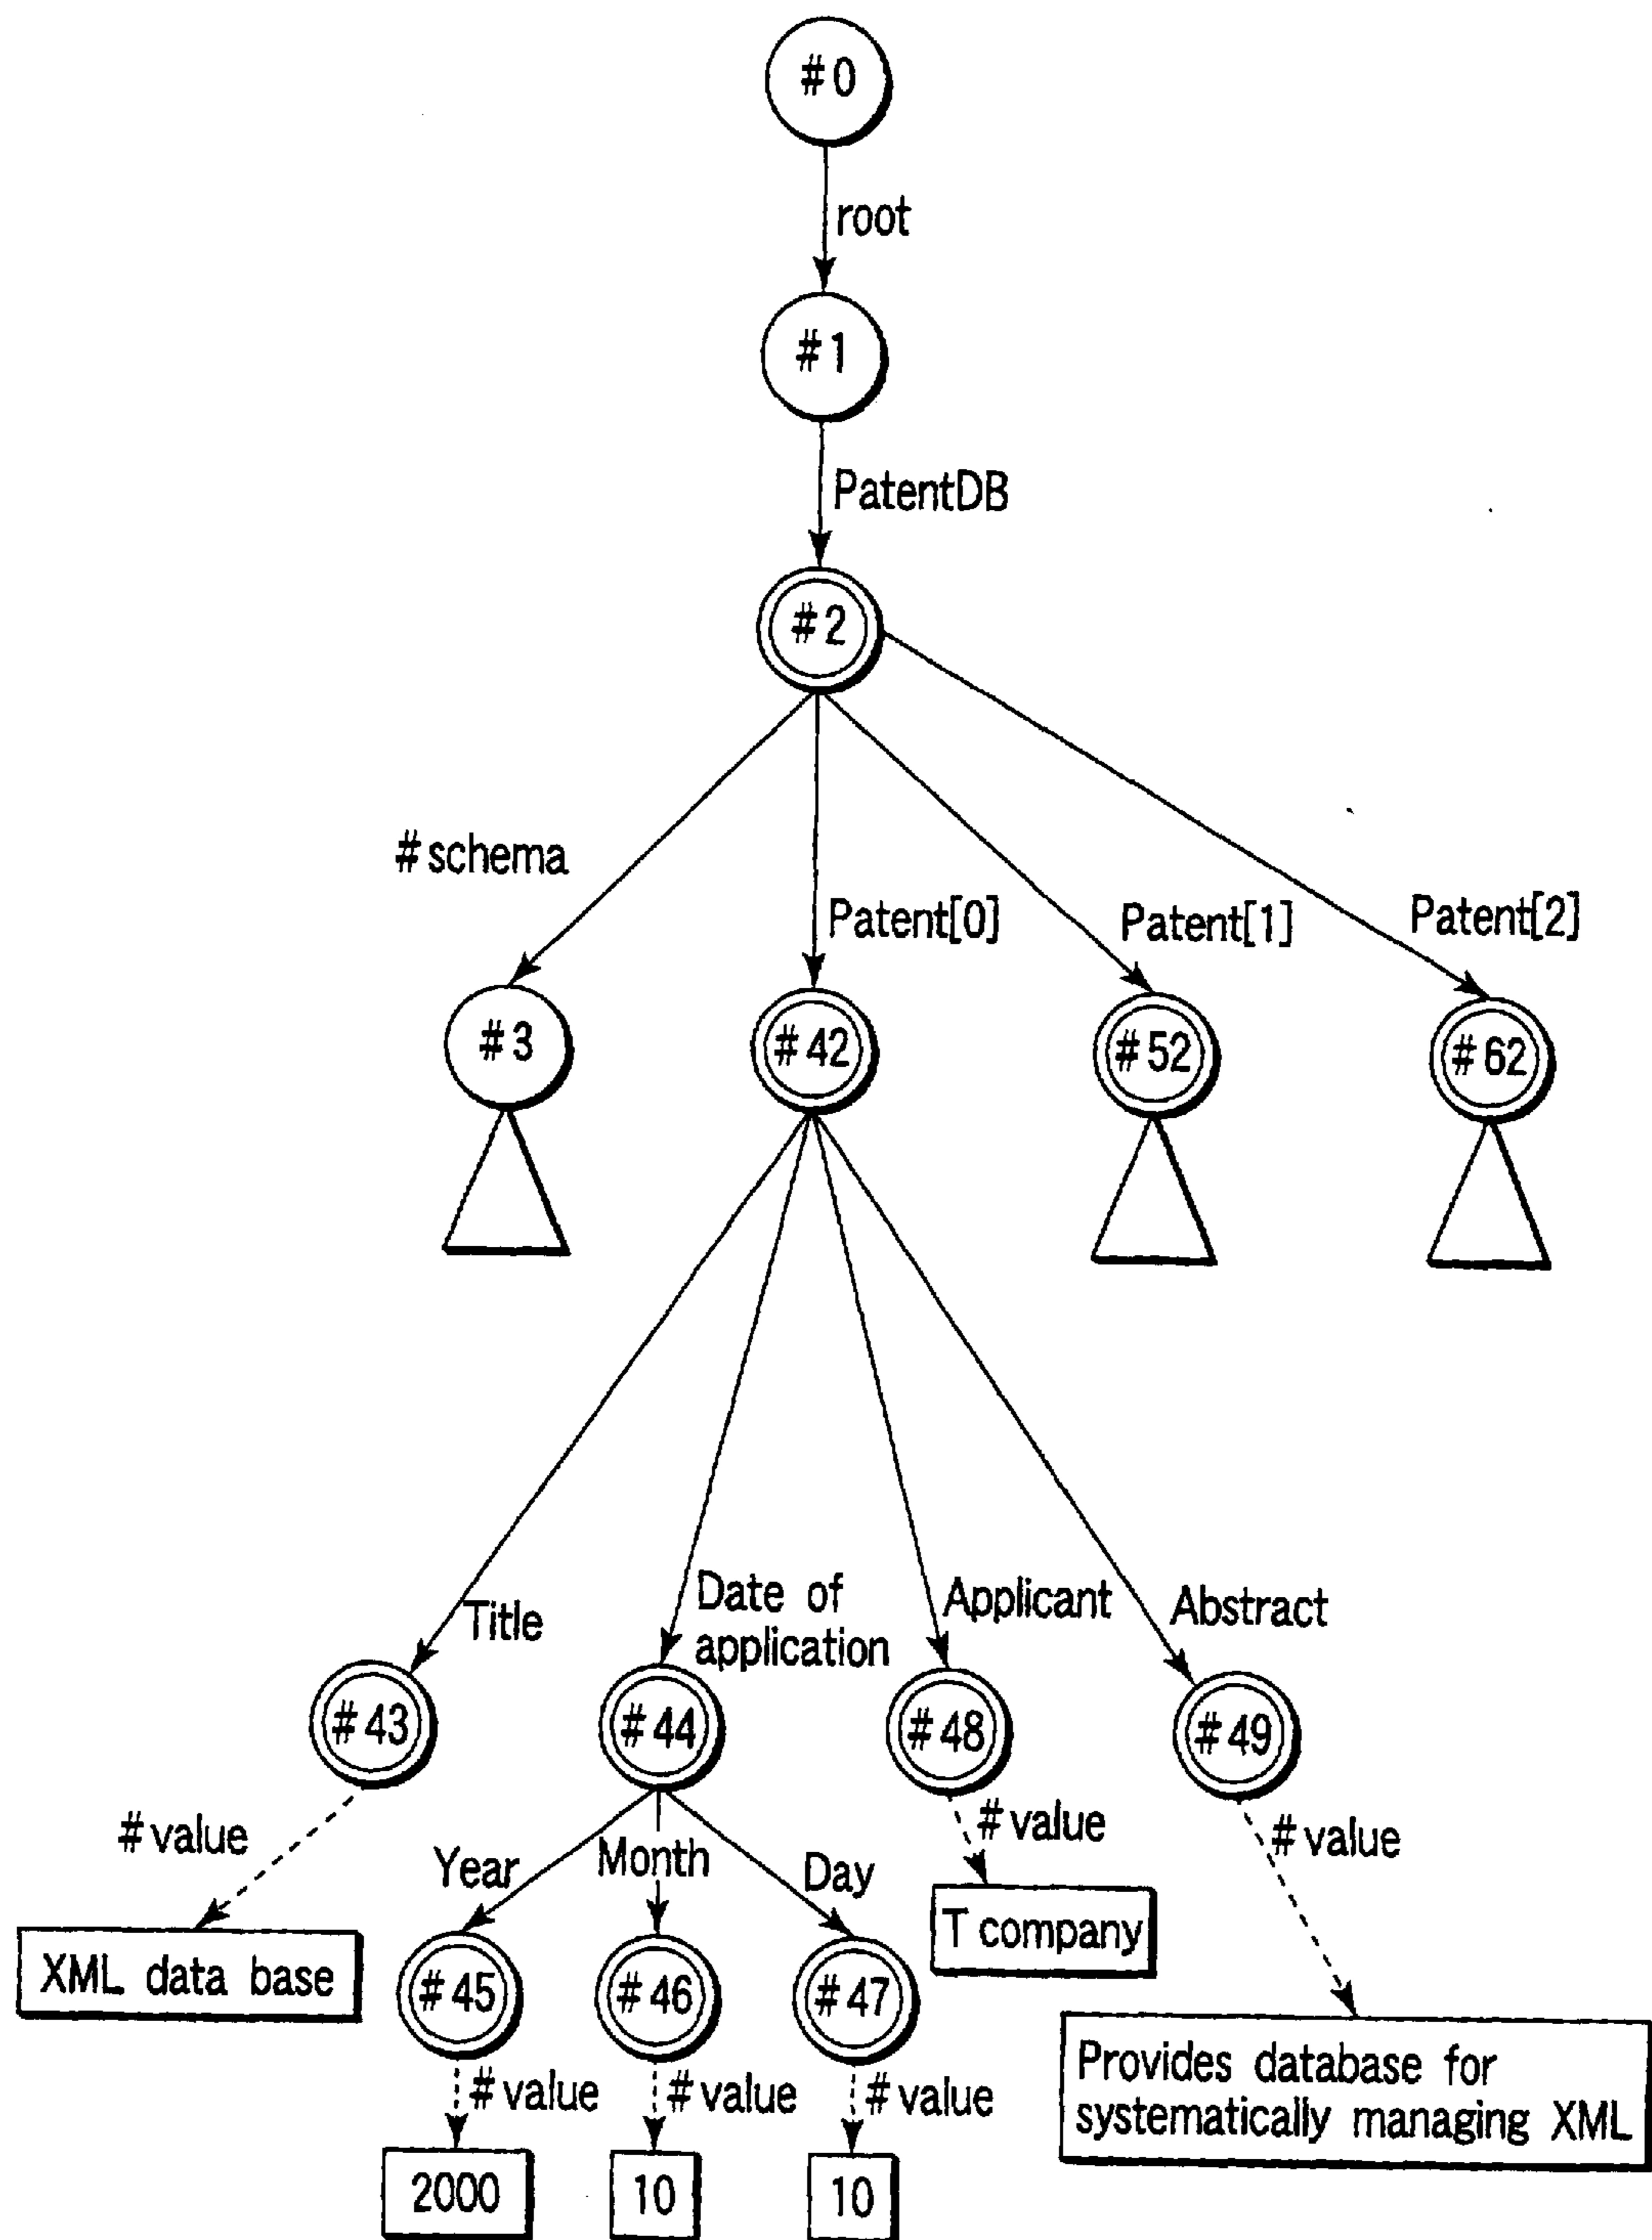 #0
root
#1
PatentDB
#2
#schema
Patent[0]
Patent[1]
Patent[2]
#3
#42
#52
#62
Title
Date of
application
Applicant
Abstract
#43
#44
#48
#49
#value
Year
Month
Day
#value
#value
XML data base
#45
#46
#47
T company
#value
#value
#value
Provides database for
systematically managing XML
2000
10
10